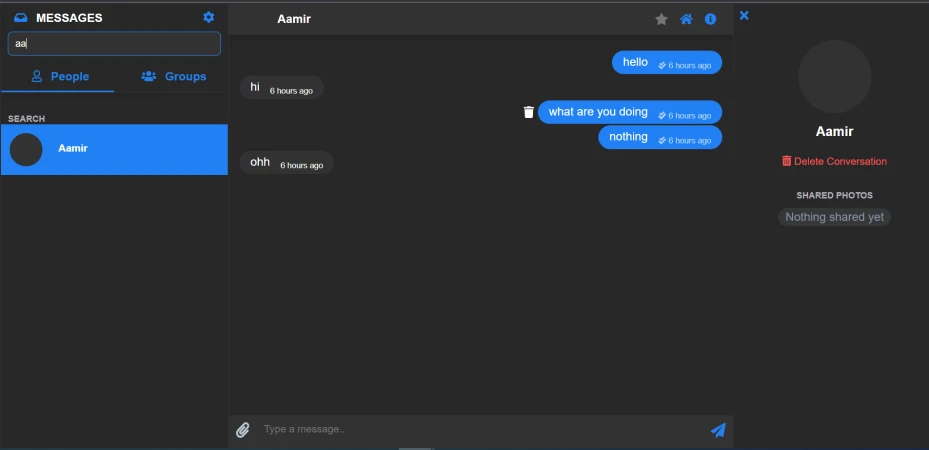 MESSAGES
aa
People Groups
SEARCH
Aamir
Aamir
hello 6 hours ago
hi 6 hours ago
what are you doing 6 hours ago
nothing 6 hours ago
ohh 6 hours ago
Type a message..
Aamir
Delete Conversation
SHARED PHOTOS
Nothing shared yet